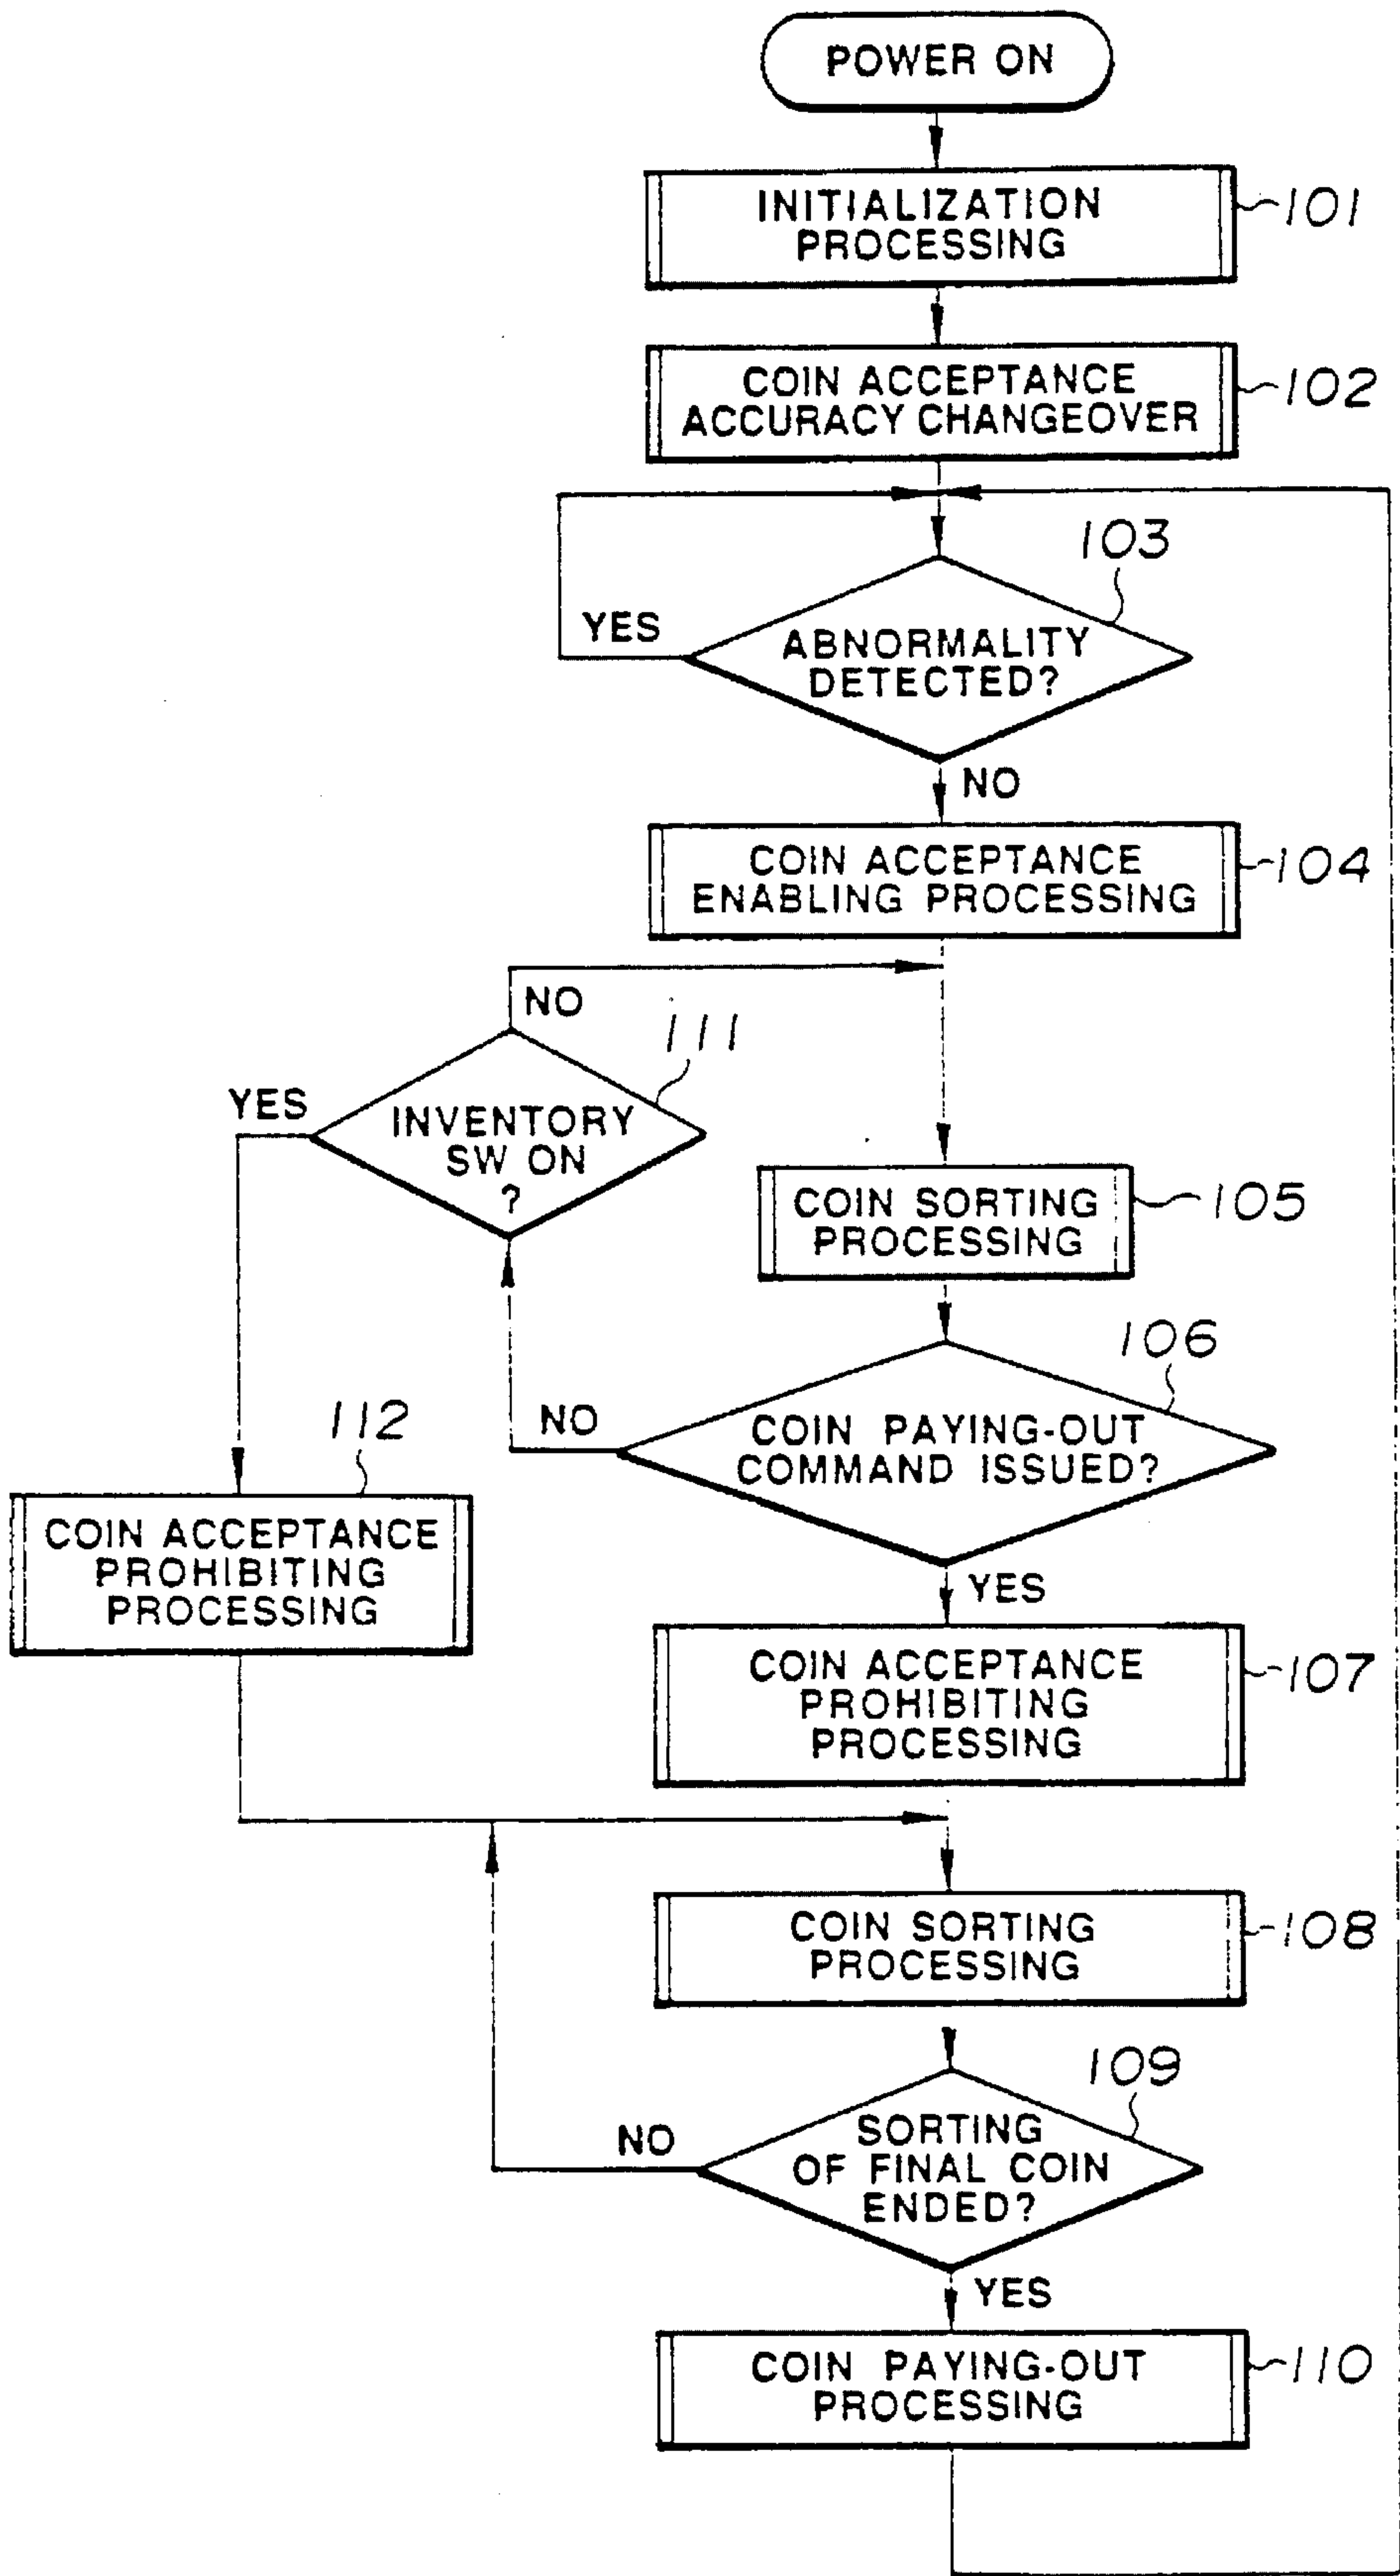 POWER ON
INITIALIZATION
PROCESSING
101
COIN ACCEPTANCE
ACCURACY CHANGEOVER
102
103
YES
ABNORMALITY
DETECTED?
NO
COIN ACCEPTANCE
ENABLING PROCESSING
104
NO
111
YES
INVENTORY
SW ON
?
COIN SORTING
PROCESSING
105
106
NO
COIN PAYING-OUT
COMMAND ISSUED?
112
COIN ACCEPTANCE
PROHIBITING
PROCESSING
YES
COIN ACCEPTANCE
PROHIBITING
PROCESSING
107
COIN SORTING
PROCESSING
108
109
NO
SORTING
OF FINAL COIN
ENDED?
YES
COIN PAYING-OUT
PROCESSING
110